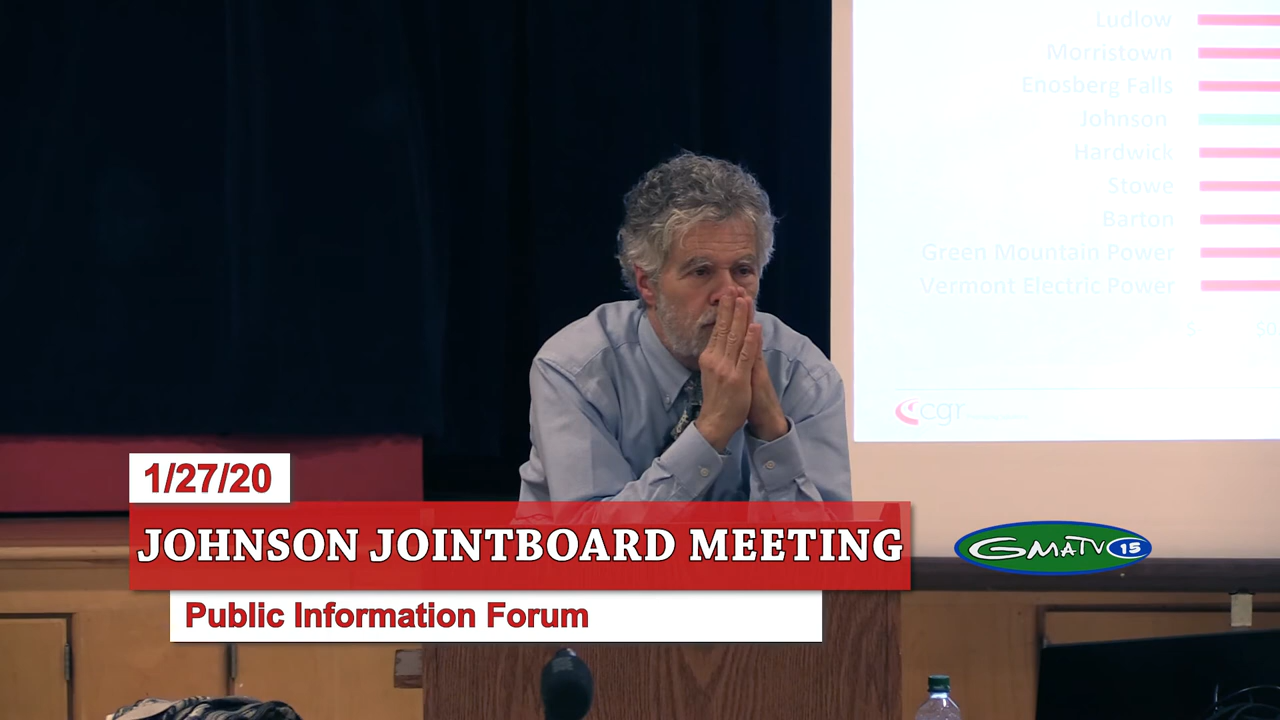 Ludlow
Morristown
Enosberg Falls
Johnson
Hardwick
Stowe
Barton
Green Mountain Power
Vermont Electric Power
$
$0
cgr
1/27/20
JOHNSON JOINTBOARD MEETING
GMATV 15
Public Information Forum